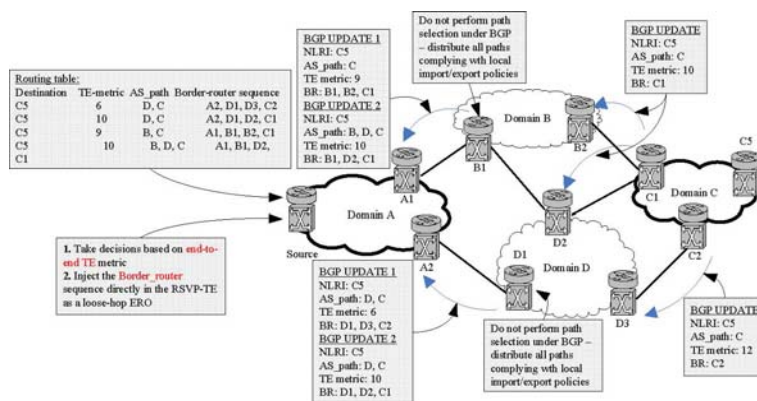 Do not perform path
selection under BGP
– distribute all paths
complying wyth local
import/export policies
BGP UPDATE 1
NLRI: C5
AS_path: C
TE metric: 9
BR: B1, B2, C1
BGP UPDATE 2
NLRI: C5
AS_path: B, D, C
TE metric: 10
BR: B1, D2, C1
BGP UPDATE
NLRI: C5
AS_path: C
TE metric: 10
BR: C1
Routing table:
Destination TE-metric AS_path Border-router sequence
C5 6 D, C A2, D1, D3, C2
C5 10 D, C A2, D1, D2, C1
C5 9 B, C A1, B1, B2, C1
C5 10 B, D, C A1, B1, D2,
C1
Domain B
B2
B1
A1
C5
C1
Domain C
Domain A
Source
A2
D2
C2
D1
Domain D
D3
1. Take decisions based on end-to-
end TE metric
2. Inject the Border_router
sequence directly in the RSVP-TE
as a loose-hop ERO
BGP UPDATE 1
NLRI: C5
AS_path: D, C
TE metric: 6
BR: D1, D3, C2
BGP UPDATE 2
NLRI: C5
AS_path: D, C
TE metric: 10
BR: D1, D2, C1
Do not perform path
selection under BGP –
distribute all paths
complying wyth local
import/export policies
BGP UPDATE
NLRI: C5
AS_path: C
TE metric: 12
BR: C2